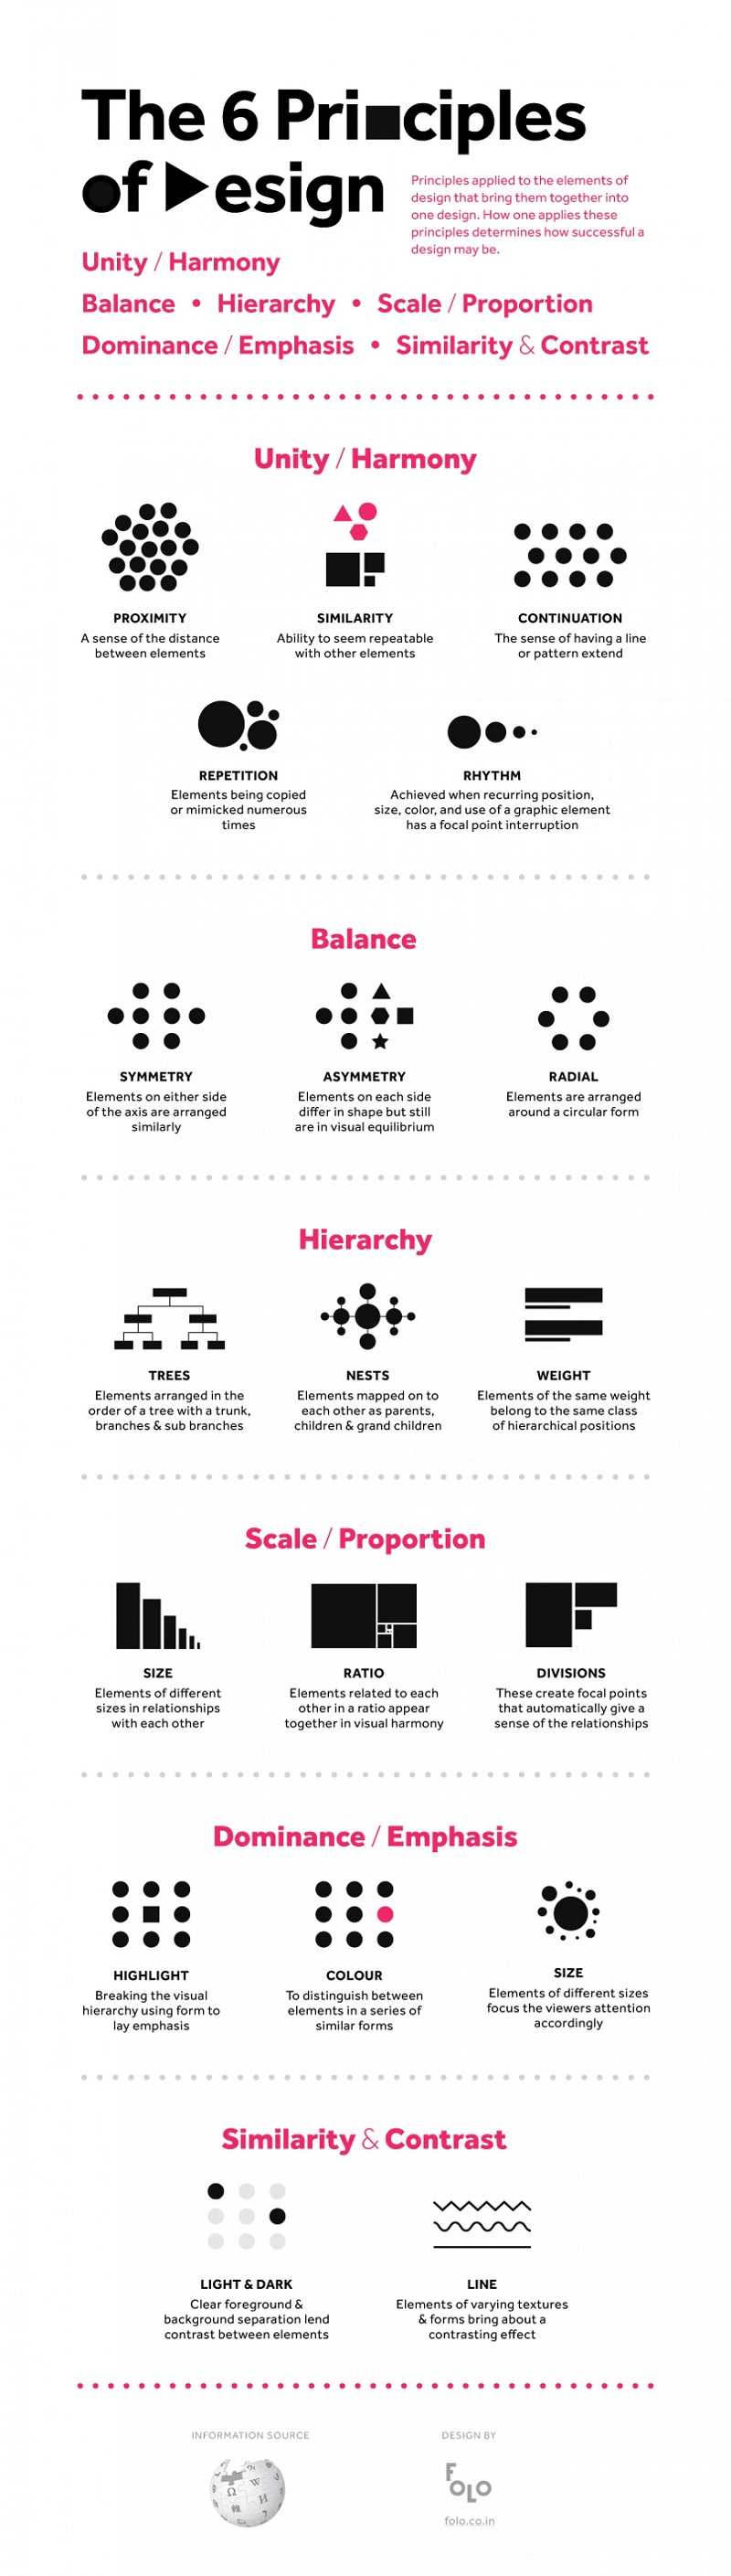 The 6 Principles
of Design
Principles applied to the elements of
design that bring them together into
one design. How one applies these
principles determines how successful a
design may be.
Unity / Harmony
Balance • Hierarchy • Scale / Proportion
Dominance / Emphasis • Similarity & Contrast
Unity / Harmony
PROXIMITY
A sense of the distance
between elements
SIMILARITY
Ability to seem repeatable
with other elements
CONTINUATION
The sense of having a line
or pattern extend
REPETITION
Elements being copied
or mimicked numerous
times
RHYTHM
Achieved when recurring position,
size, color, and use of a graphic element
has a focal point interruption
Balance
SYMMETRY
Elements on either side
of the axis are arranged
similarly
ASYMMETRY
Elements on each side
differ in shape but still
are in visual equilibrium
RADIAL
Elements are arranged
around a circular form
Hierarchy
TREES
Elements arranged in the
order of a tree with a trunk,
branches & sub branches
NESTS
Elements mapped on to
each other as parents,
children & grand children
WEIGHT
Elements of the same weight
belong to the same class
of hierarchical positions
Scale / Proportion
SIZE
Elements of different
sizes in relationships
with each other
RATIO
Elements related to each
other in a ratio appear
together in visual harmony
DIVISIONS
These create focal points
that automatically give a
sense of the relationships
Dominance / Emphasis
HIGHLIGHT
Breaking the visual
hierarchy using form to
lay emphasis
COLOUR
To distinguish between
elements in a series of
similar forms
SIZE
Elements of different sizes
focus the viewers attention
accordingly
Similarity & Contrast
LIGHT & DARK
Clear foreground &
background separation lend
contrast between elements
LINE
Elements of varying textures
& forms bring about a
contrasting effect
INFORMATION SOURCE
Ω W И
DESIGN BY
FOLO
folo.co.in